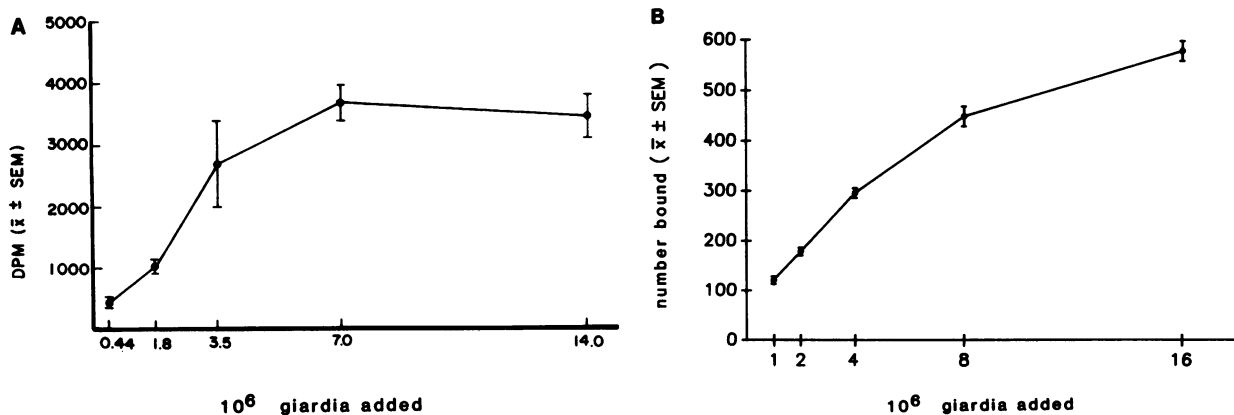 A
5000
4000
3000
2000
1000
DPM (x̄ ± SEM)
0.44 1.8 3.5 7.0 14.0
10⁶ giardia added
B
600
500
400
300
200
100
0
number bound (x̄ ± SEM)
1 2 4 8 16
10⁶ giardia added